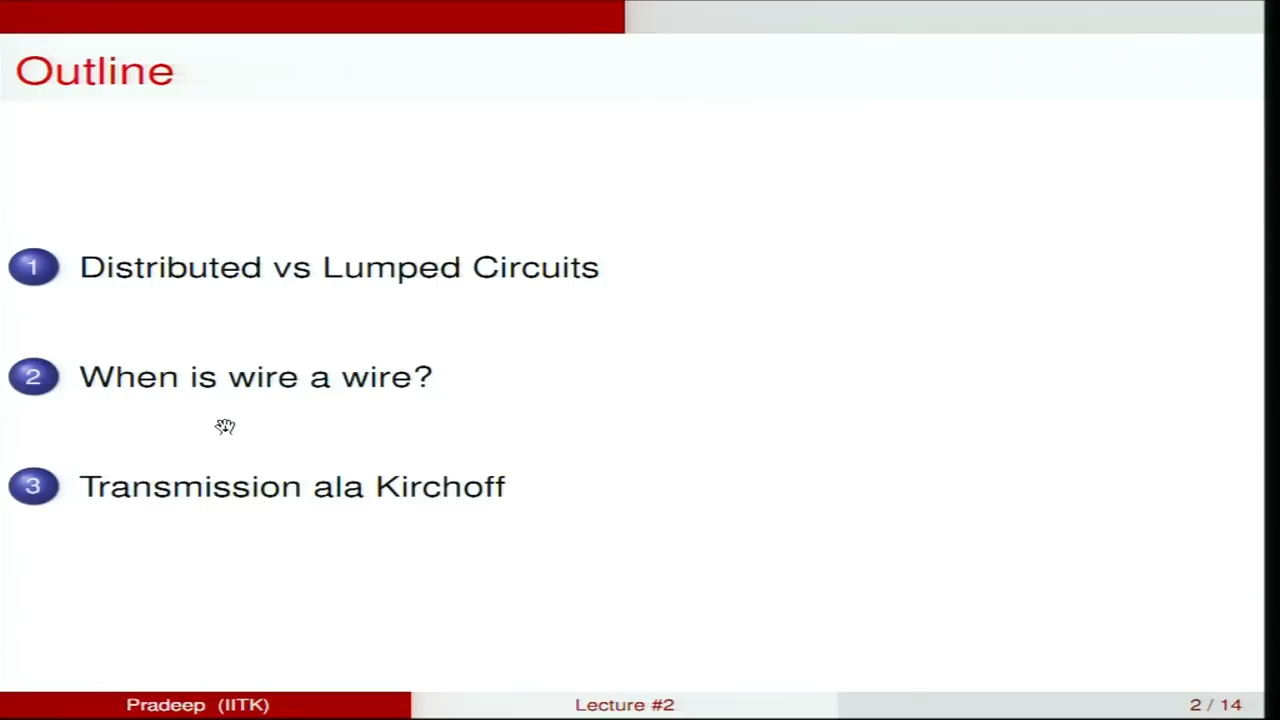 Outline
1 Distributed vs Lumped Circuits
2 When is wire a wire?
3 Transmission ala Kirchoff
Pradeep (IITK) Lecture #2 2 / 14